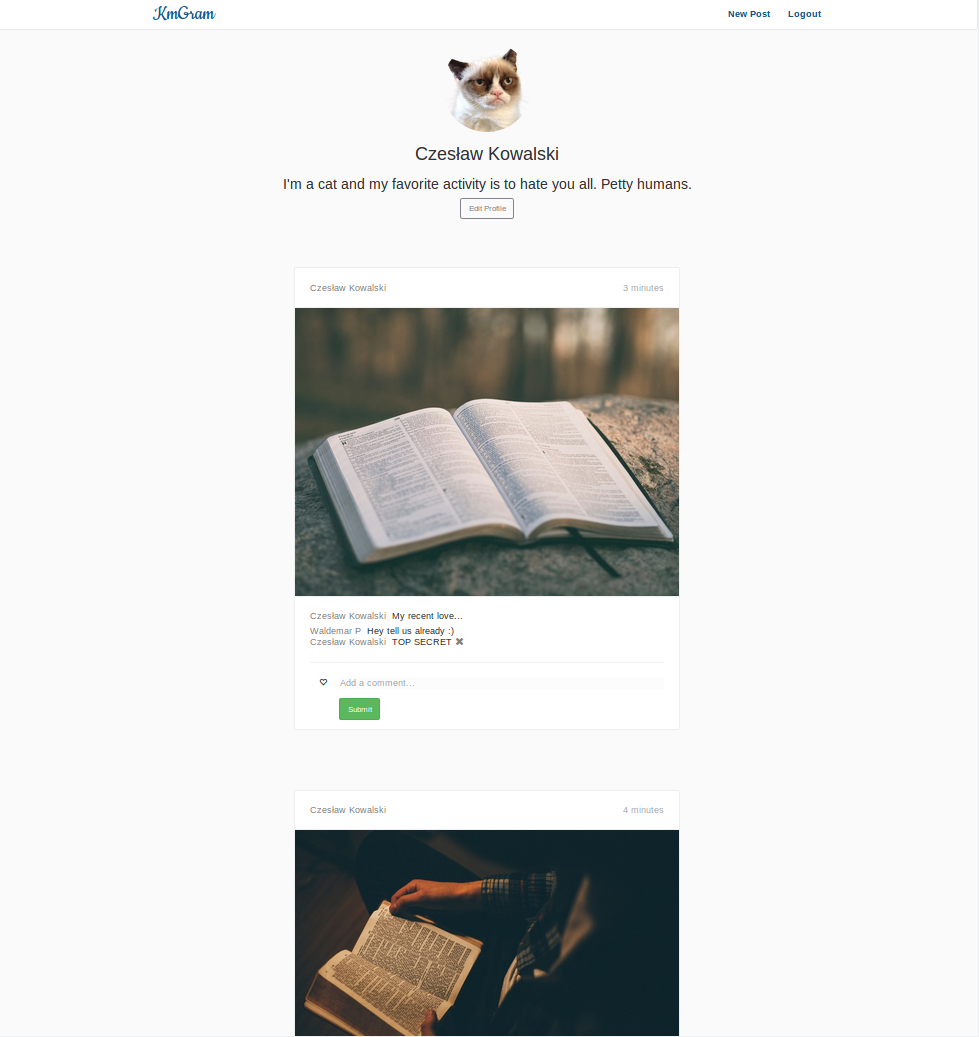 KmGram New Post Logout
Czesław Kowalski
I'm a cat and my favorite activity is to hate you all. Petty humans.
Edit Profile
Czesław Kowalski 3 minutes
Czesław Kowalski My recent love...
Waldemar P Hey tell us already :)
Czesław Kowalski TOP SECRET ⌘
Add a comment...
Submit
Czesław Kowalski 4 minutes